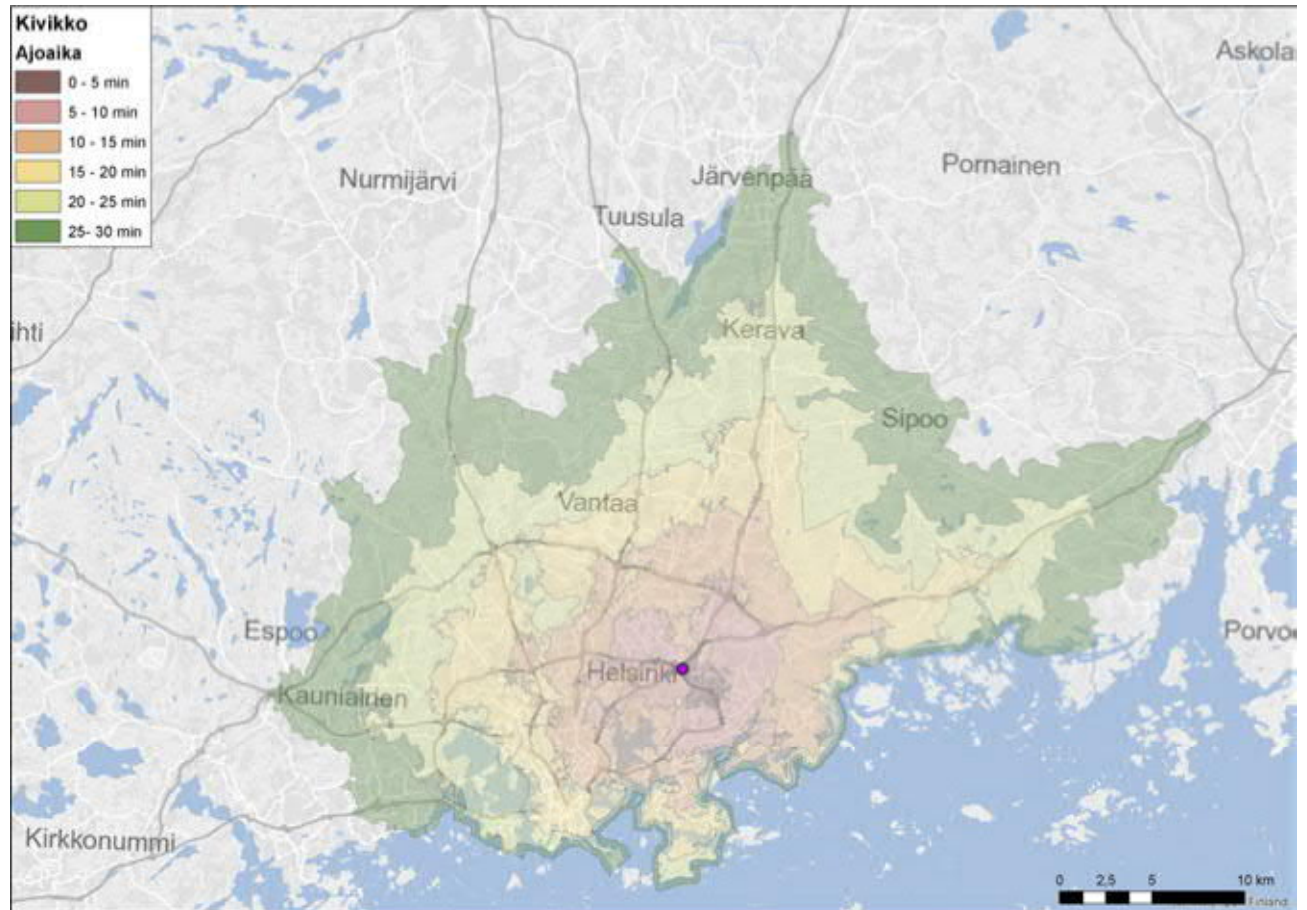 Kivikko
Ajoaika
0 - 5 min
5 - 10 min
10 - 15 min
15 - 20 min
20 - 25 min
25- 30 min
Askola
Nurmijärvi
Järvenpää
Pornainen
Tuusula
ihti
Kerava
Sipoo
Vantaa
Espoo
Porvoo
Helsinki
Kauniainen
Kirkkonummi
0 2,5 5 10 km
Finland